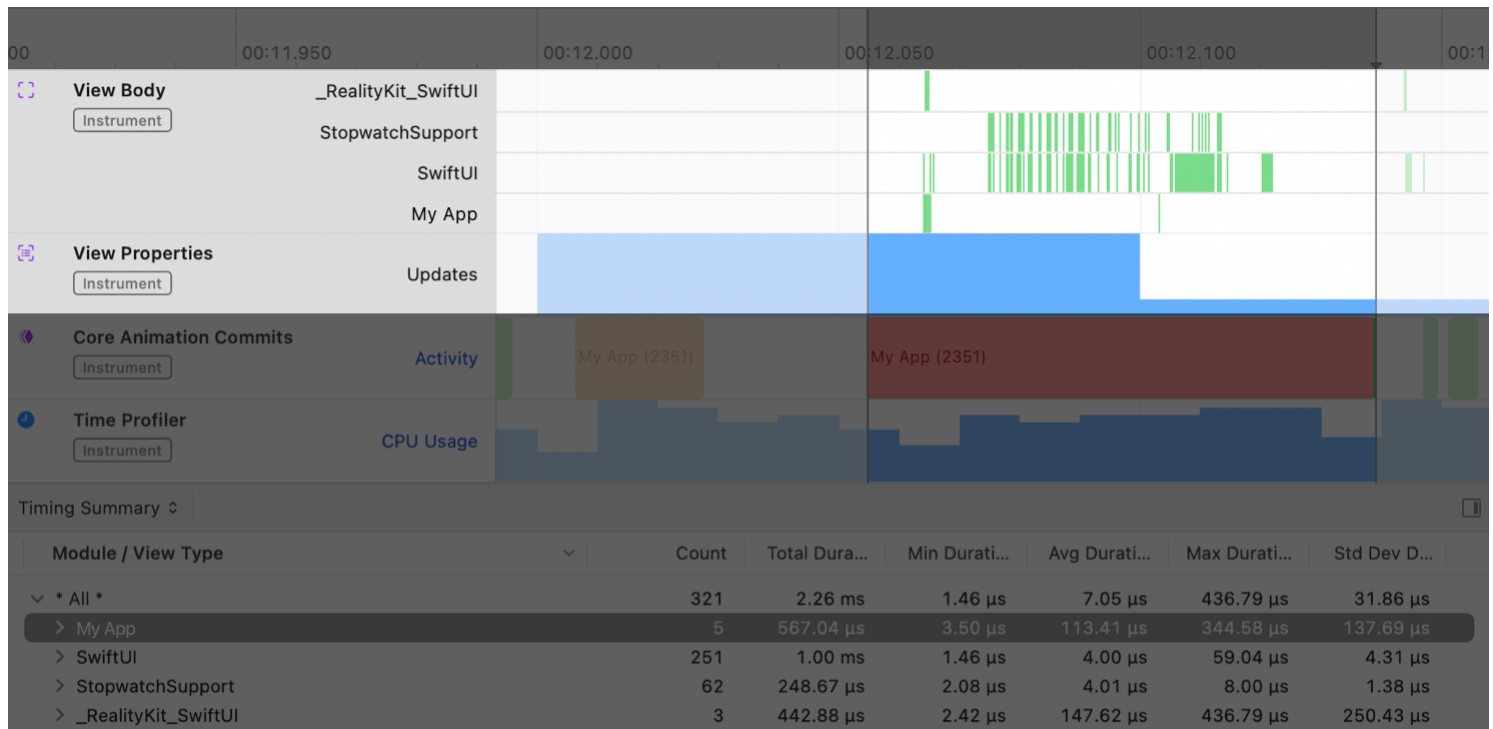 00 00:11.950 00:12.000 00:12.050 00:12.100 00:1
View Body _RealityKit_SwiftUI
Instrument
StopwatchSupport
SwiftUI
My App
View Properties
Instrument
Updates
Core Animation Commits
Instrument
Activity
My App (2351) My App (2351)
Time Profiler
Instrument
CPU Usage
Timing Summary
Module / View Type Count Total Dura... Min Durati... Avg Durati... Max Durati... Std Dev D...
* All * 321 2.26 ms 1.46 µs 7.05 µs 436.79 µs 31.86 µs
My App 5 567.04 µs 3.50 µs 113.41 µs 344.58 µs 137.69 µs
SwiftUI 251 1.00 ms 1.46 µs 4.00 µs 59.04 µs 4.31 µs
StopwatchSupport 62 248.67 µs 2.08 µs 4.01 µs 8.00 µs 1.38 µs
_RealityKit_SwiftUI 3 442.88 µs 2.42 µs 147.62 µs 436.79 µs 250.43 µs